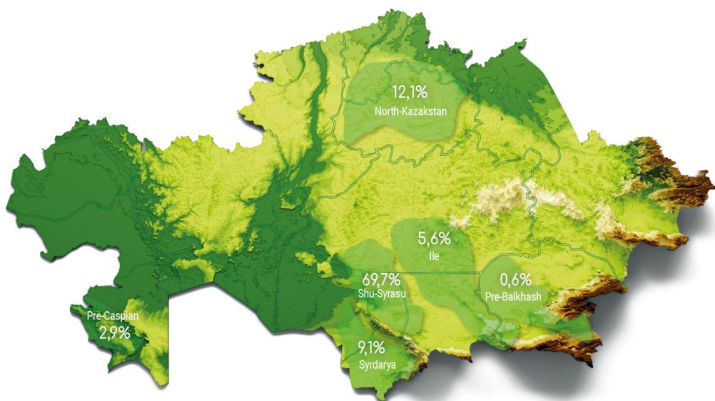 12,1%
North-Kazakstan
5,6%
Ile
69,7%
Shu-Syrasu
0,6%
Pre-Balkhash
Pre-Caspian
2,9%
9,1%
Syrdarya